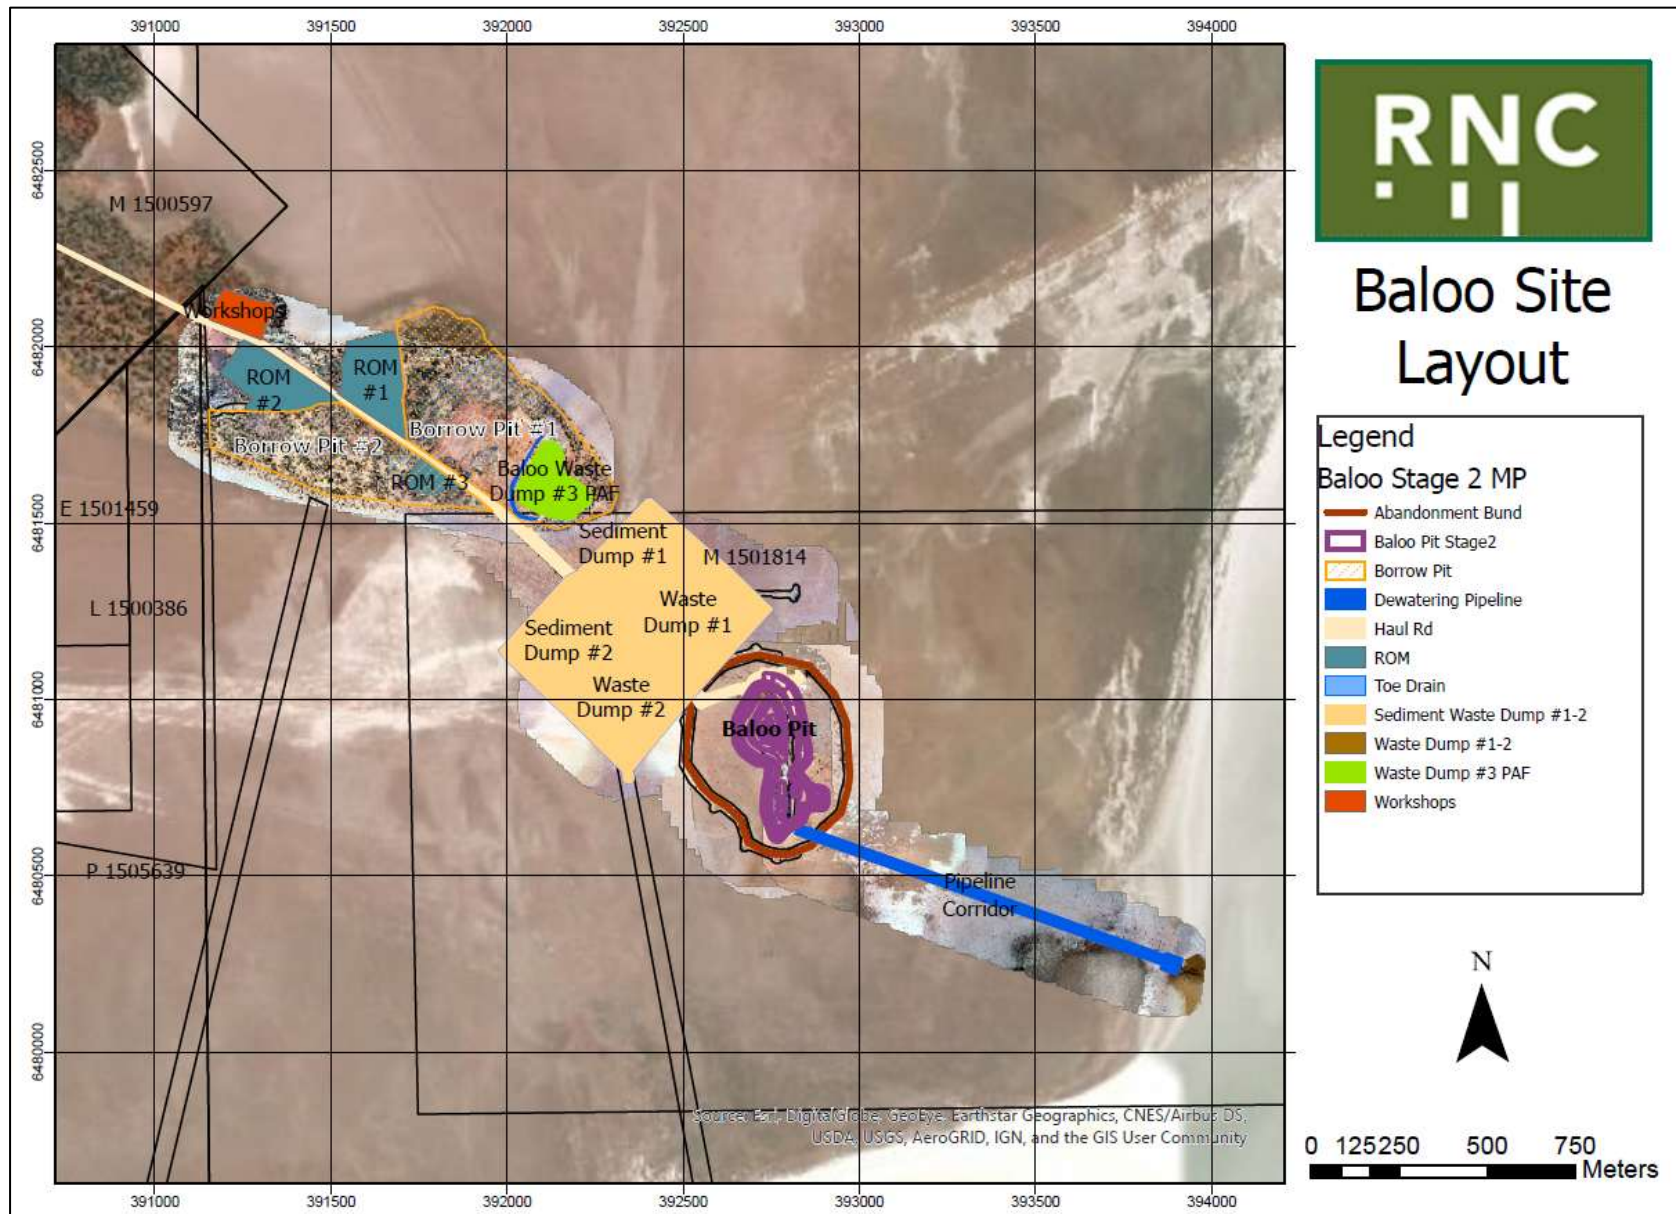 391000 391500 392000 392500 393000 393500 394000
6482500
6482000
6481500
6481000
6480500
6480000
M 1500597
Workshops
ROM
#2
ROM
#1
Borrow Pit #1
Borrow Pit #2
ROM #3
Baloo Waste
Dump #3 PAF
E 1501459
Sediment
Dump #1
M 1501814
L 1500386
Waste
Dump #1
Sediment
Dump #2
Waste
Dump #2
Baloo Pit
P 1505639
Pipeline
Corridor
Source: Esri, DigitalGlobe, GeoEye, Earthstar Geographics, CNES/Airbus DS,
USDA, USGS, AeroGRID, IGN, and the GIS User Community
391000 391500 392000 392500 393000 393500 394000
RNC
Baloo Site
Layout
Legend
Baloo Stage 2 MP
Abandonment Bund
Baloo Pit Stage2
Borrow Pit
Dewatering Pipeline
Haul Rd
ROM
Toe Drain
Sediment Waste Dump #1-2
Waste Dump #1-2
Waste Dump #3 PAF
Workshops
N
0 125250 500 750
Meters